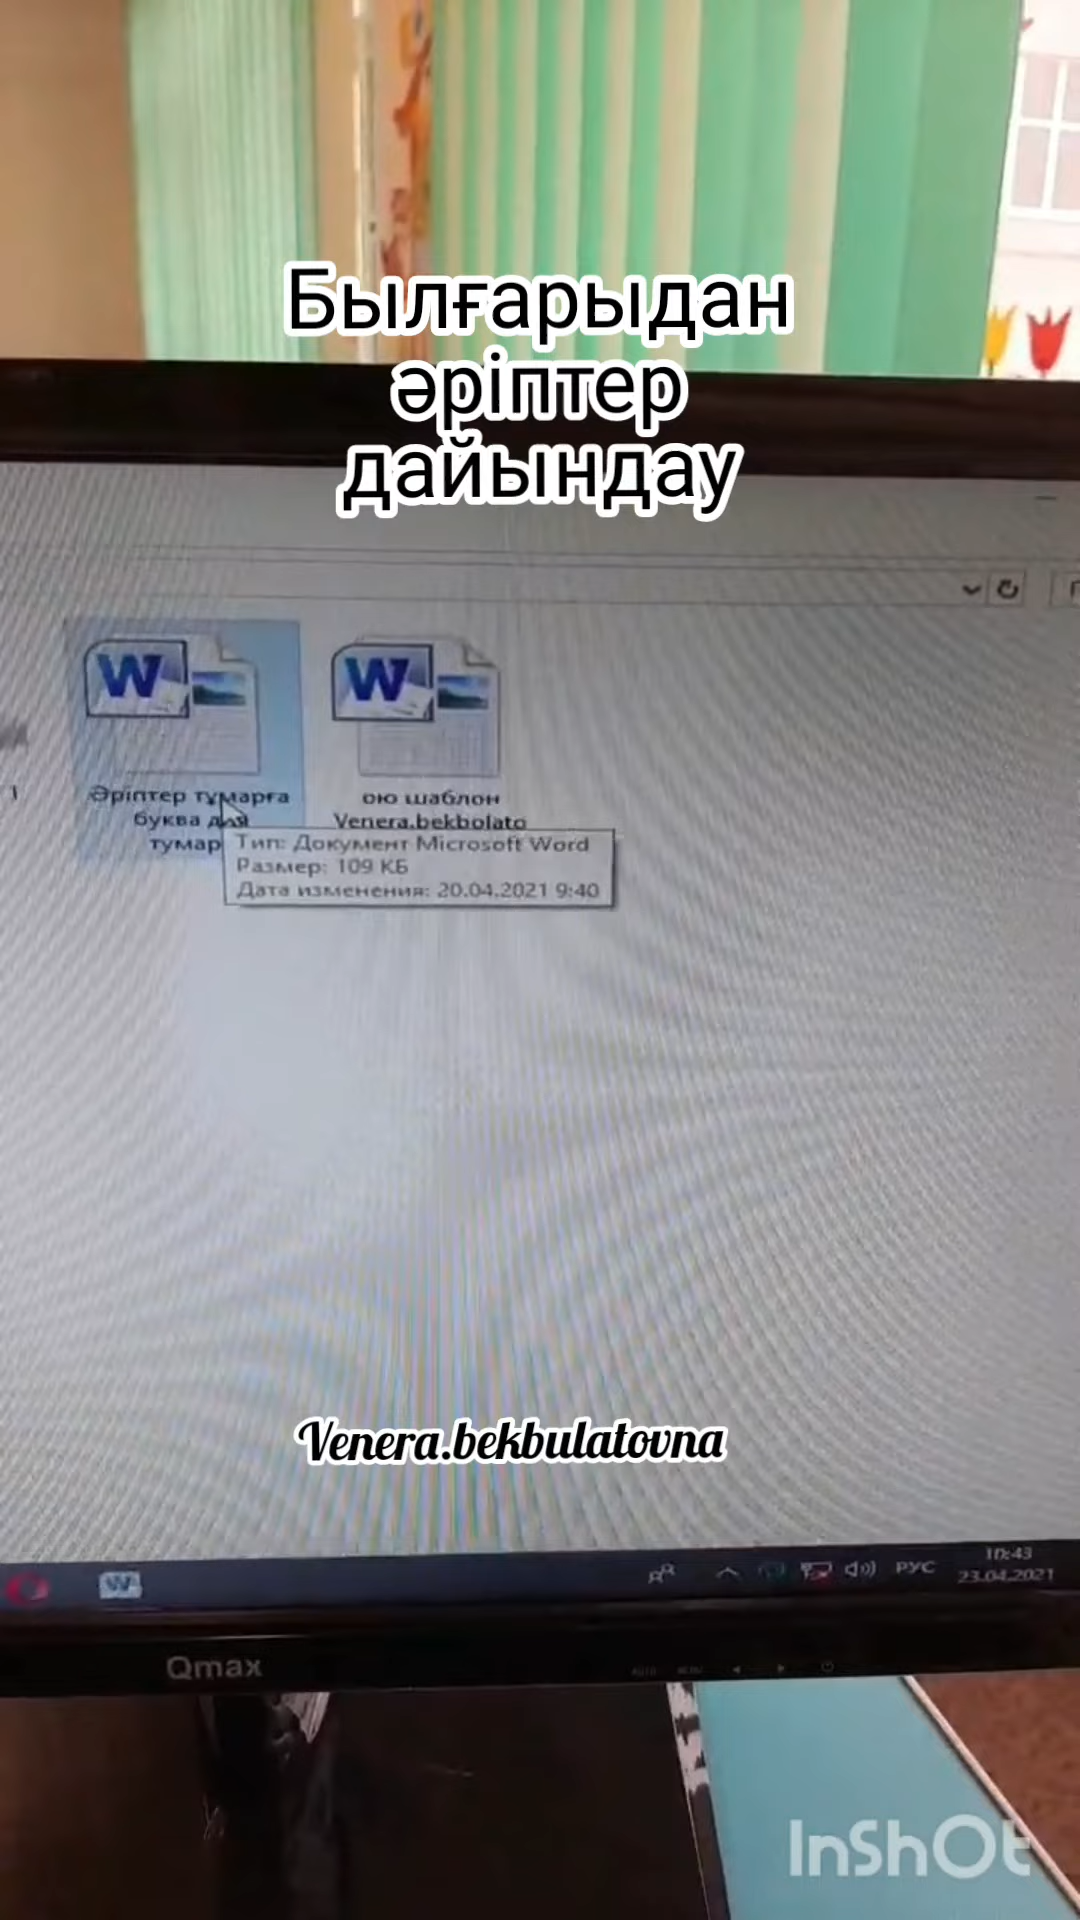 Былғарыдан
әріптер
дайындау
Әріптер тұмарға
буква для
тумар
ою шаблон
Venera.bekbolato
Тип: Документ Microsoft Word
Размер: 109 КБ
Дата изменения: 20.04.2021 9:40
Venera.bekbulatovna
W
РУС
10:43
23.04.2021
Qmax
InShOt